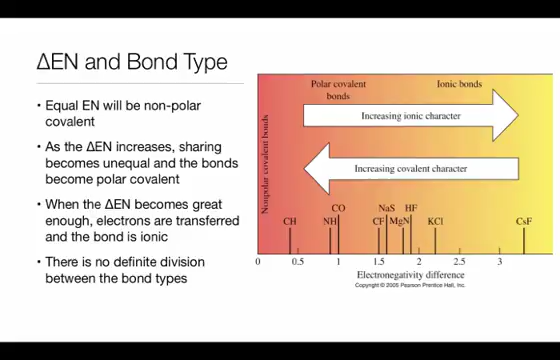 ΔEN and Bond Type
• Equal EN will be non-polar
covalent
• As the ΔEN increases, sharing
becomes unequal and the bonds
become polar covalent
• When the ΔEN becomes great
enough, electrons are transferred
and the bond is ionic
• There is no definite division
between the bond types
Polar covalent
bonds
Ionic bonds
Increasing ionic character
Increasing covalent character
Nonpolar covalent bonds
CO NaS HF
CH NH CF MgN KCl CsF
0 0.5 1 1.5 2 2.5 3
Electronegativity difference
Copyright © 2005 Pearson Prentice Hall, Inc.